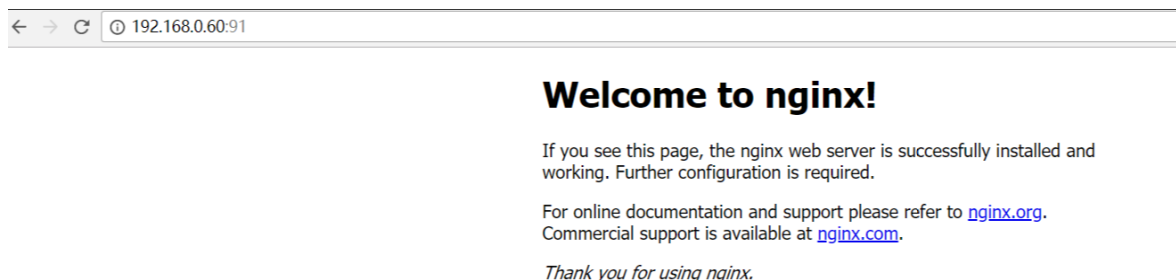 192.168.0.60:91
Welcome to nginx!
If you see this page, the nginx web server is successfully installed and
working. Further configuration is required.
For online documentation and support please refer to nginx.org.
Commercial support is available at nginx.com.
Thank you for using nginx.